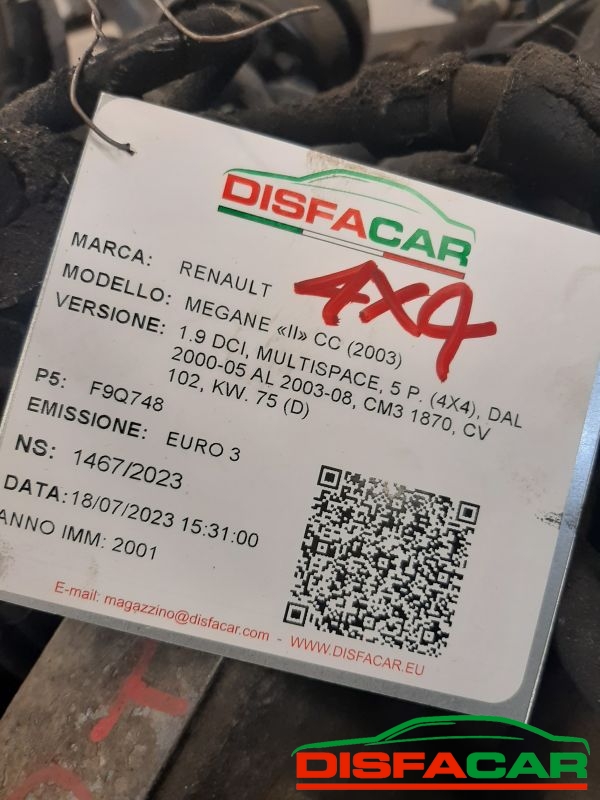 DISFACAR
MARCA: RENAULT
4X4
MODELLO: MEGANE «II» CC (2003)
VERSIONE: 1.9 DCI, MULTISPACE, 5 P. (4X4), DAL
2000-05 AL 2003-08, CM3 1870, CV
102, KW. 75 (D)
P5: F9Q748
EMISSIONE: EURO 3
NS: 1467/2023
DATA: 18/07/2023 15:31:00
ANNO IMM: 2001
E-mail: magazzino@disfacar.com - WWW.DISFACAR.EU
DISFACAR